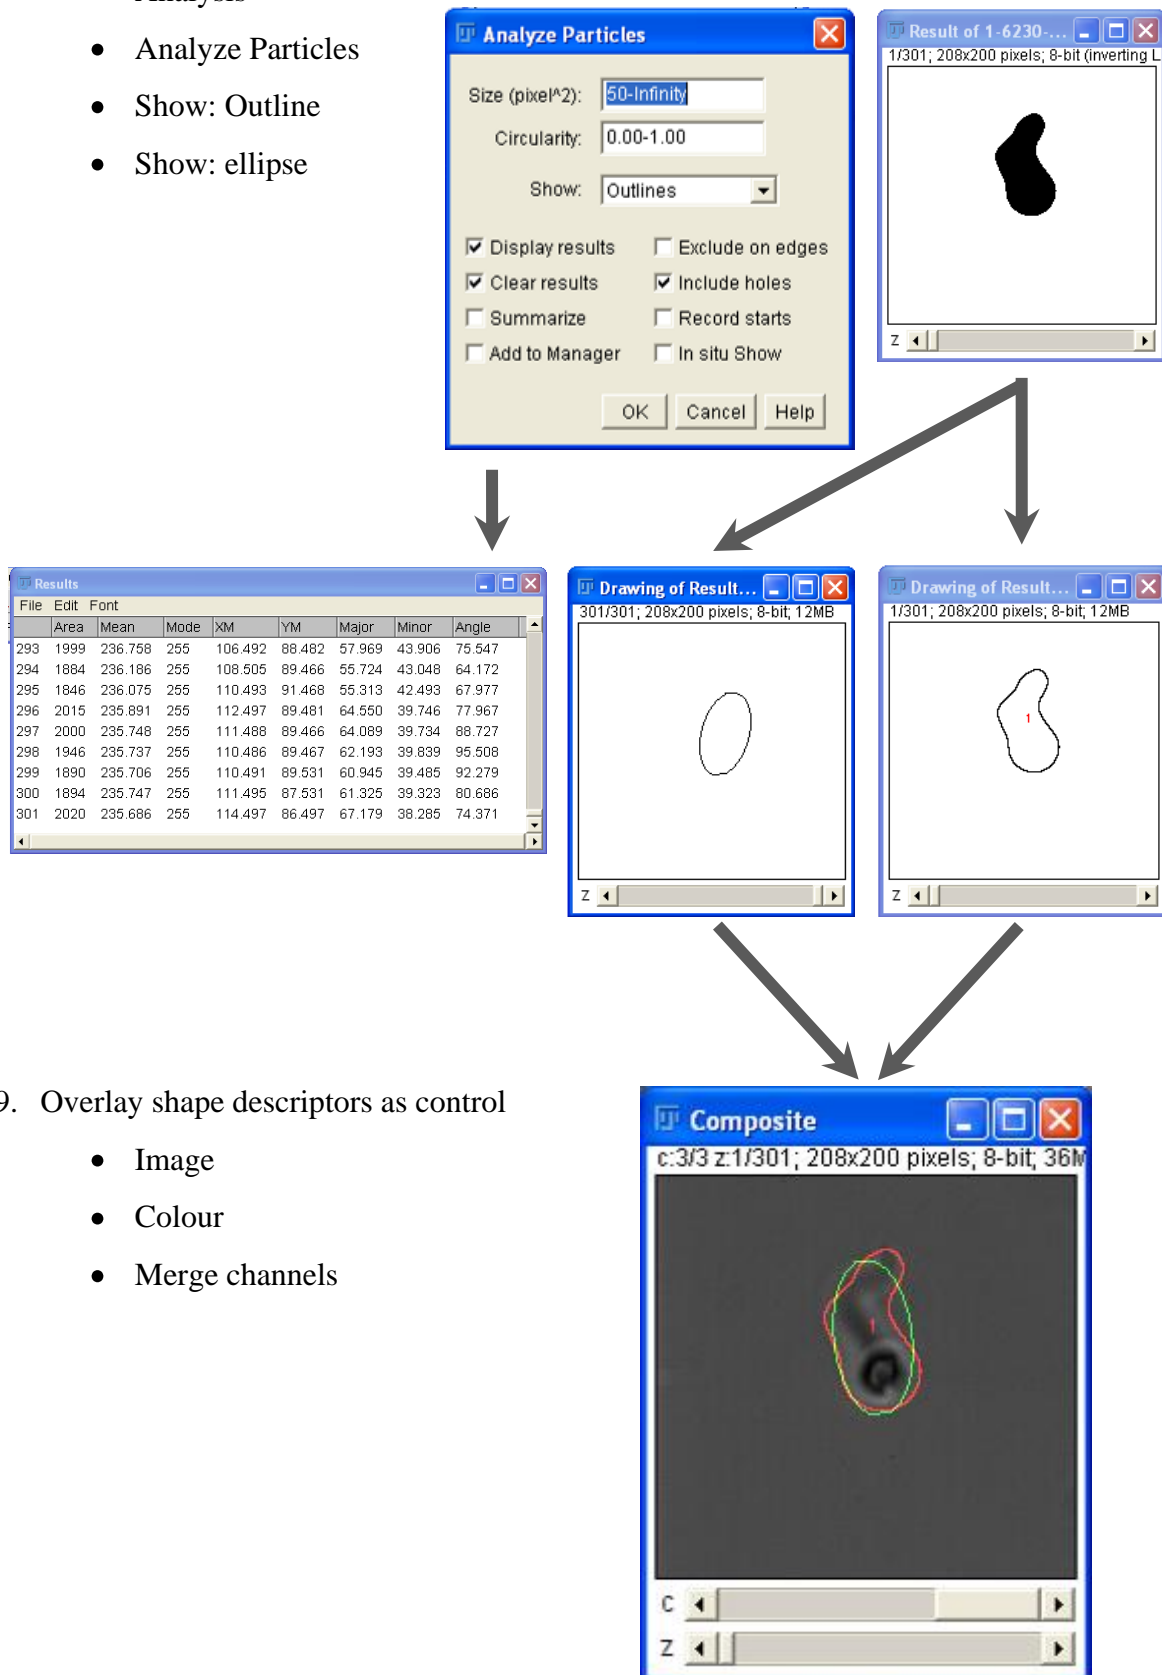 Analysis
• Analyze Particles
• Show: Outline
• Show: ellipse
Analyze Particles
Size (pixel^2): 50-Infinity
Circularity: 0.00-1.00
Show: Outlines
Display results Exclude on edges
Clear results Include holes
Summarize Record starts
Add to Manager In situ Show
OK Cancel Help
Result of 1-6230-...
1/301; 208x200 pixels; 8-bit (inverting L
Z
Results
File Edit Font
Area Mean Mode XM YM Major Minor Angle
293 1999 236.758 255 106.492 88.482 57.969 43.906 75.547
294 1884 236.186 255 108.505 89.466 55.724 43.048 64.172
295 1846 236.075 255 110.493 91.468 55.313 42.493 67.977
296 2015 235.891 255 112.497 89.481 64.550 39.746 77.967
297 2000 235.748 255 111.488 89.466 64.089 39.734 88.727
298 1946 235.737 255 110.486 89.467 62.193 39.839 95.508
299 1890 235.706 255 110.491 89.531 60.945 39.485 92.279
300 1894 235.747 255 111.495 87.531 61.325 39.323 80.686
301 2020 235.686 255 114.497 86.497 67.179 38.285 74.371
Drawing of Result...
301/301; 208x200 pixels; 8-bit; 12MB
Z
Drawing of Result...
1/301; 208x200 pixels; 8-bit; 12MB
1
Z
9. Overlay shape descriptors as control
• Image
• Colour
• Merge channels
Composite
c:3/3 z:1/301; 208x200 pixels; 8-bit; 36M
1
C
Z